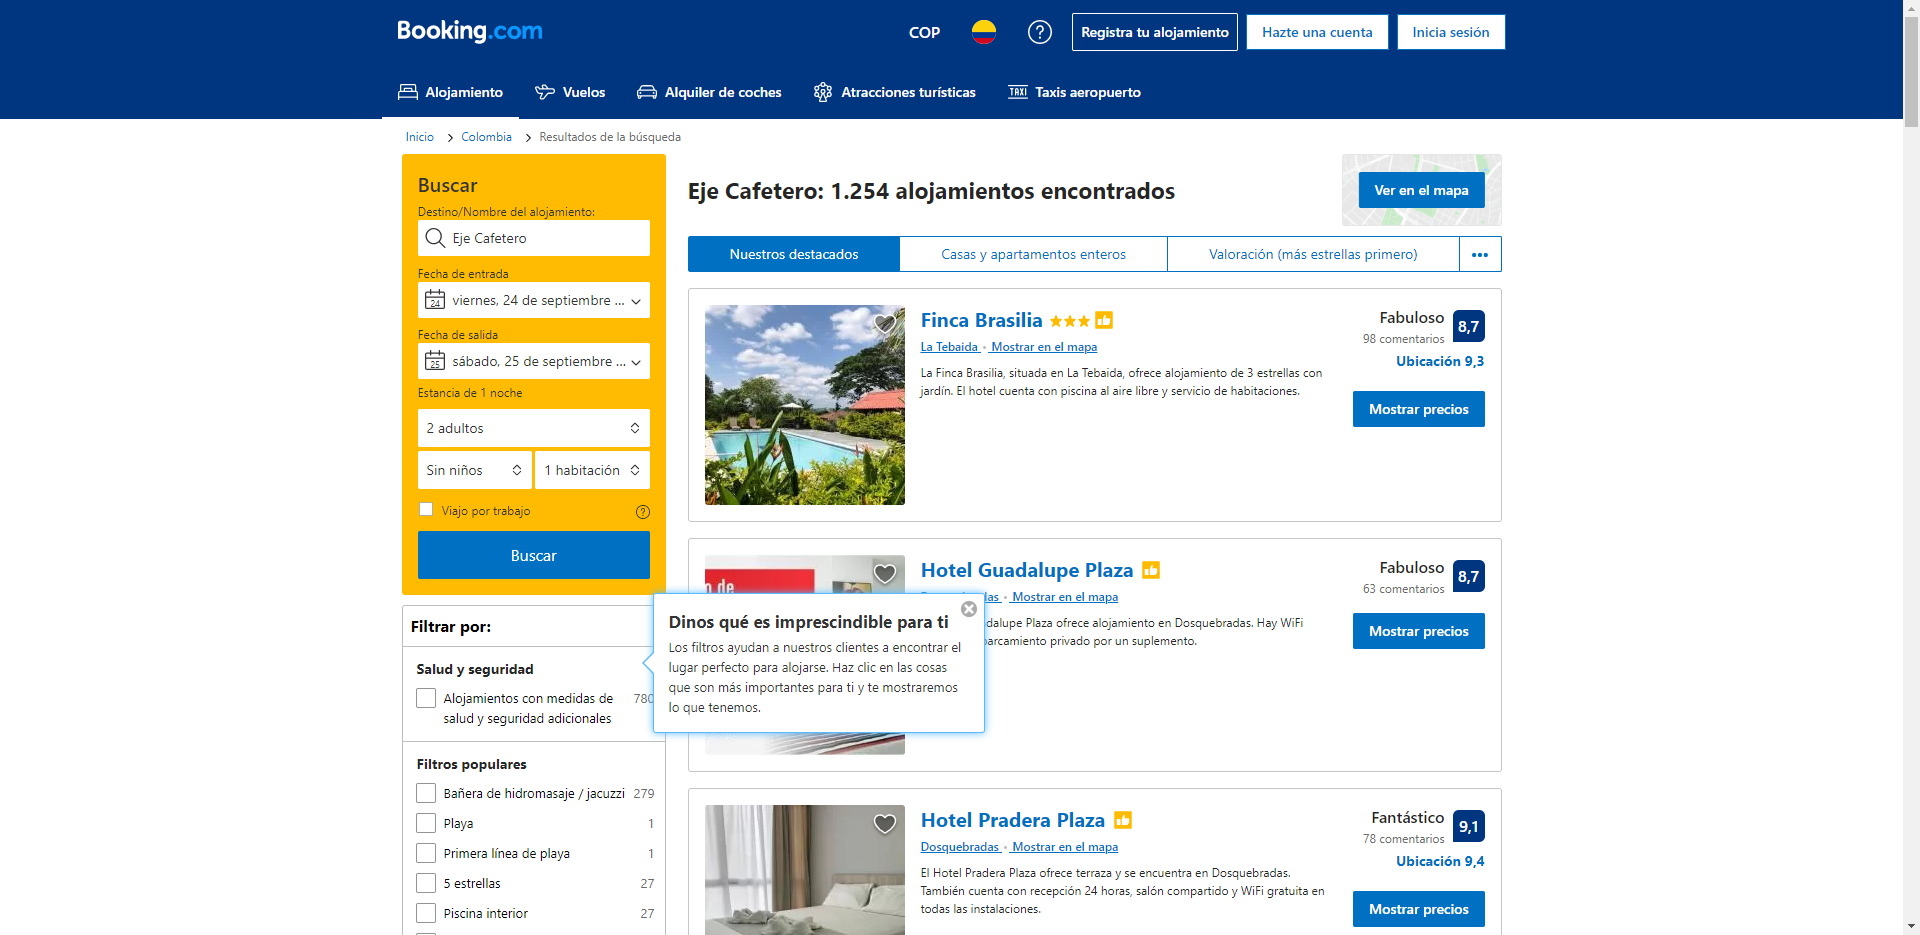 Booking.com
COP
Registra tu alojamiento
Hazte una cuenta
Inicia sesión
Alojamiento
Vuelos
Alquiler de coches
Atracciones turísticas
TAXI
Taxis aeropuerto
Inicio
Colombia
Resultados de la búsqueda
Buscar
Destino/Nombre del alojamiento:
Eje Cafetero
Fecha de entrada
24
viernes, 24 de septiembre ...
Fecha de salida
25
sábado, 25 de septiembre ...
Estancia de 1 noche
2 adultos
Sin niños
1 habitación
Viajo por trabajo
Buscar
Filtrar por:
Salud y seguridad
Alojamientos con medidas de 780
salud y seguridad adicionales
Filtros populares
Bañera de hidromasaje / jacuzzi 279
Playa 1
Primera línea de playa 1
5 estrellas 27
Piscina interior 27
Eje Cafetero: 1.254 alojamientos encontrados
Ver en el mapa
Nuestros destacados
Casas y apartamentos enteros
Valoración (más estrellas primero)
Finca Brasilia
La Tebaida • Mostrar en el mapa
La Finca Brasilia, situada en La Tebaida, ofrece alojamiento de 3 estrellas con
jardín. El hotel cuenta con piscina al aire libre y servicio de habitaciones.
Fabuloso
98 comentarios
8,7
Ubicación 9,3
Mostrar precios
Hotel Guadalupe Plaza
Mostrar en el mapa
Plaza ofrece alojamiento en Dosquebradas. Hay WiFi
privado por un suplemento.
Fabuloso
63 comentarios
8,7
Mostrar precios
Dinos qué es imprescindible para ti
Los filtros ayudan a nuestros clientes a encontrar el
lugar perfecto para alojarse. Haz clic en las cosas
que son más importantes para ti y te mostraremos
lo que tenemos.
Hotel Pradera Plaza
Dosquebradas • Mostrar en el mapa
El Hotel Pradera Plaza ofrece terraza y se encuentra en Dosquebradas.
También cuenta con recepción 24 horas, salón compartido y WiFi gratuita en
todas las instalaciones.
Fantástico
78 comentarios
9,1
Ubicación 9,4
Mostrar precios